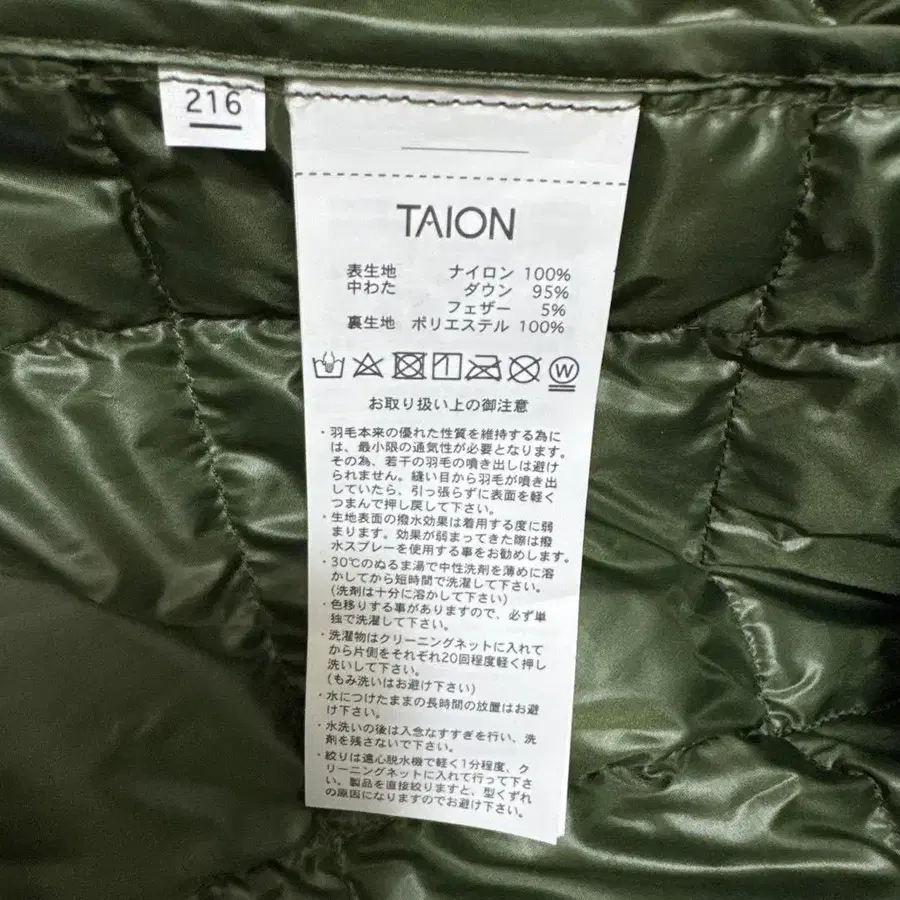 216
TAION
表生地 ナイロン 100%
中わた ダウン 95%
フェザー 5%
裏生地 ポリエステル 100%
1
W
お取り扱い上の御注意
・羽毛本来の優れた性質を維持する為に
は、最小限の通気性が必要となります。
その為、若干の羽毛の噴き出しは避け
られません。縫い目から羽毛が噴き出
していたら、引っ張らずに表面を軽く
つまんで押し戻して下さい。
・生地表面の撥水効果は着用する度に弱
まります。効果が弱まってきた際は撥
水スプレーを使用する事をお勧めします。
・30℃のぬるま湯で中性洗剤を薄めに溶
かしてから短時間で洗濯して下さい。
(洗剤は十分に溶かして下さい)
・色移りする事がありますので、必ず単
独で洗濯して下さい。
・洗濯物はクリーニングネットに入れて
から片側をそれぞれ20回程度軽く押し
洗いして下さい。
(もみ洗いはお避け下さい)
・水につけたままの長時間の放置はお避
け下さい。
・水洗いの後は入念なすすぎを行い、洗
剤を残さないで下さい。
・絞りは遠心脱水機で軽く1分程度、ク
リーニングネットに入れて行って下さ
い。製品を直接絞りますと、型くずれ
の原因になりますのでお避け下さい。